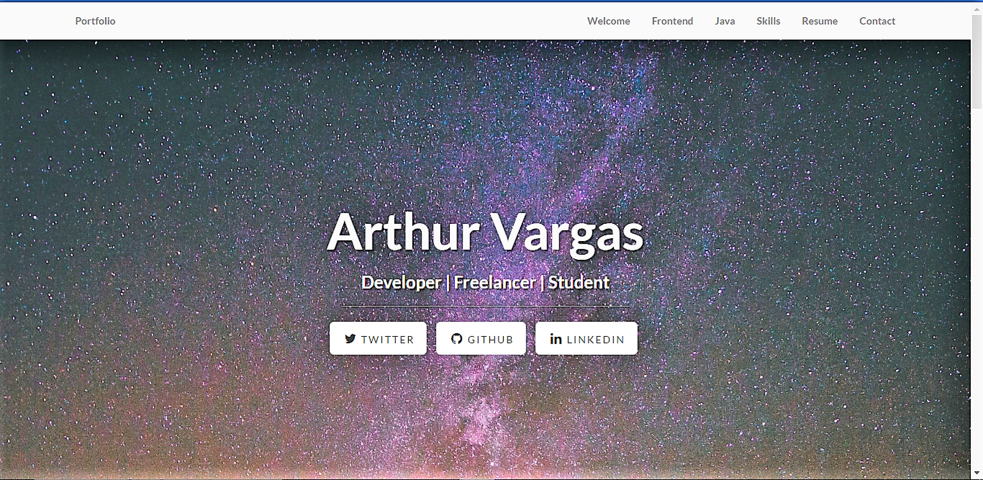 Portfolio Welcome Frontend Java Skills Resume Contact
Arthur Vargas
Developer | Freelancer | Student
TWITTER GITHUB LINKEDIN